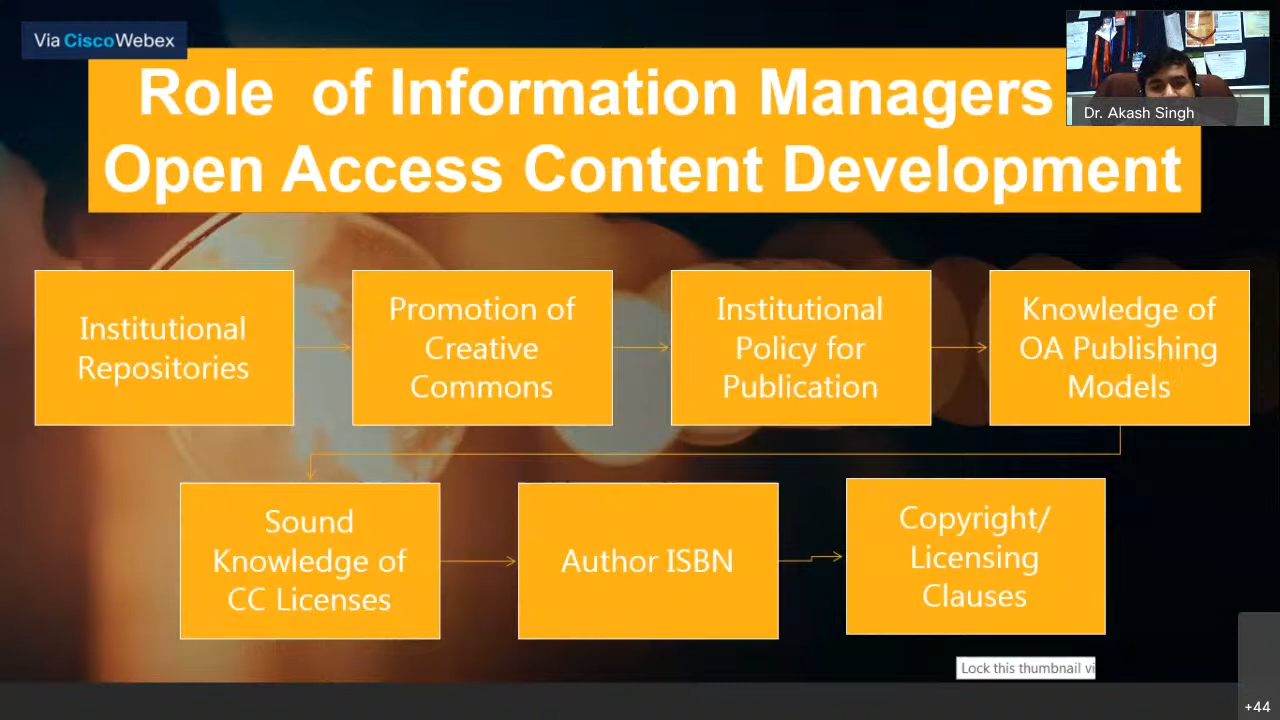 Via CiscoWebex
Role of Information Managers
Open Access Content Development
Dr. Akash Singh
Institutional
Repositories
Promotion of
Creative
Commons
Institutional
Policy for
Publication
Knowledge of
OA Publishing
Models
Sound
Knowledge of
CC Licenses
Author ISBN
Copyright/
Licensing
Clauses
Lock this thumbnail vi
+44